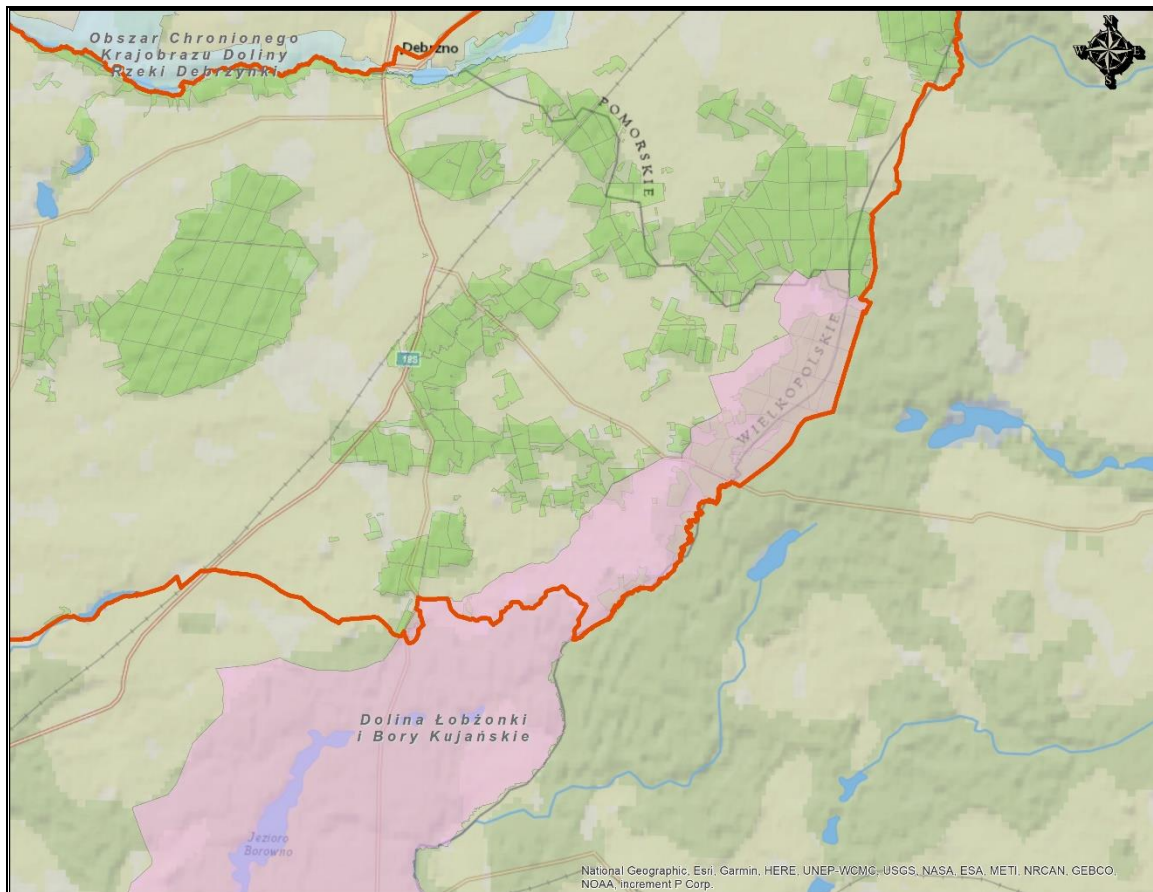 N
W E
S
Obszar Chronionego
Krajobrazu Doliny
Rzeki Debrzynki
Debrzno
POMORSKIE
185
WIELKOPOLSKIE
Dolina Łobżonki
i Bory Kujańskie
Jezioro
Borowno
National Geographic, Esri, Garmin, HERE, UNEP-WCMC, USGS, NASA, ESA, METI, NRCAN, GEBCO,
NOAA, increment P Corp.